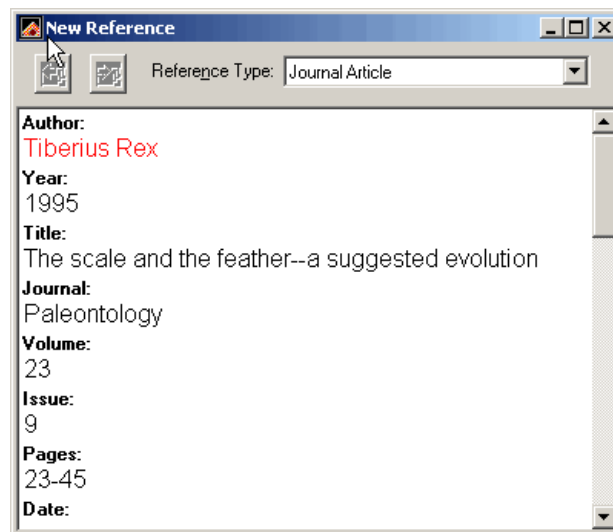 New Reference
Reference Type: Journal Article
Author:
Tiberius Rex
Year:
1995
Title:
The scale and the feather--a suggested evolution
Journal:
Paleontology
Volume:
23
Issue:
9
Pages:
23-45
Date: